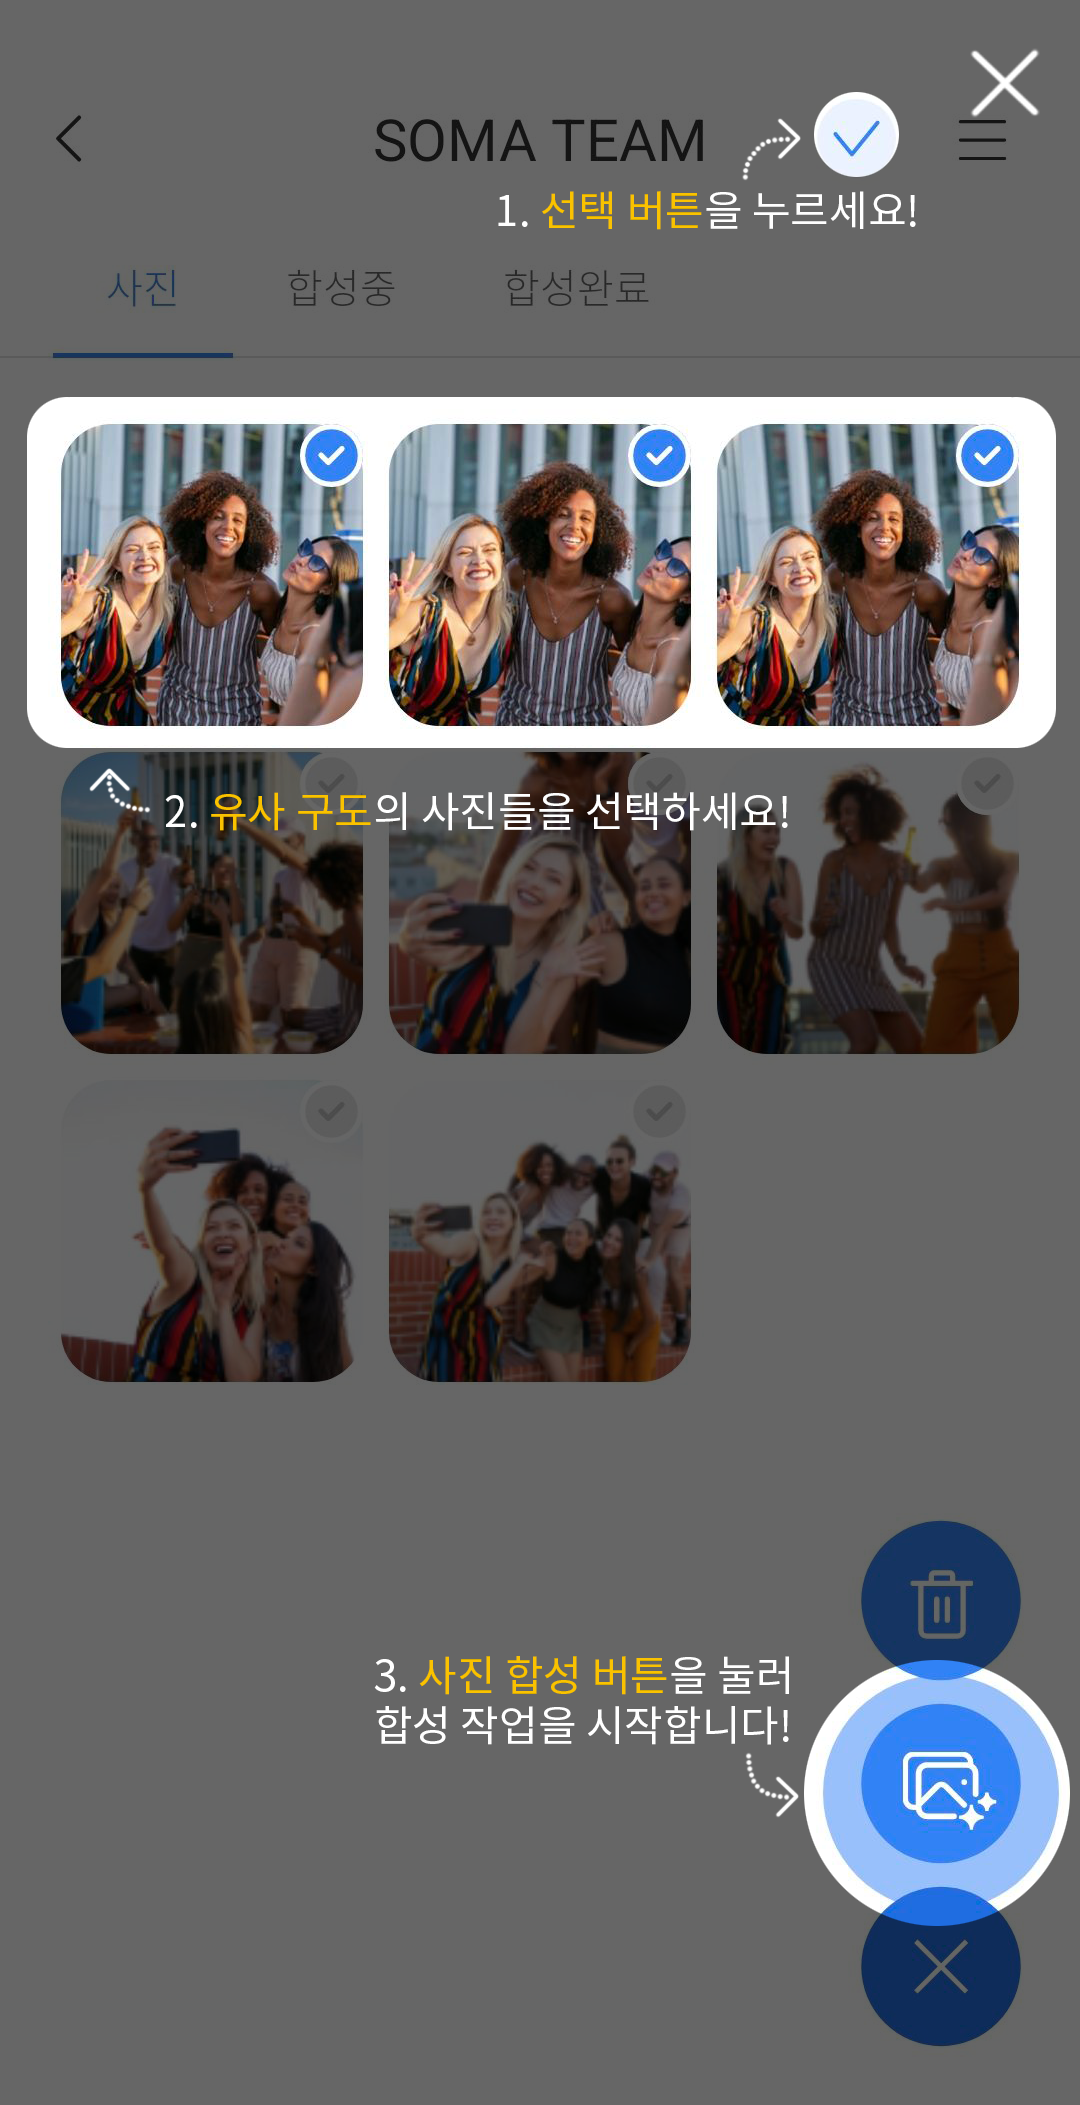 SOMA TEAM
1. 선택 버튼을 누르세요!
사진 합성중 합성완료
2. 유사 구도의 사진들을 선택하세요!
3. 사진 합성 버튼을 눌러
합성 작업을 시작합니다!